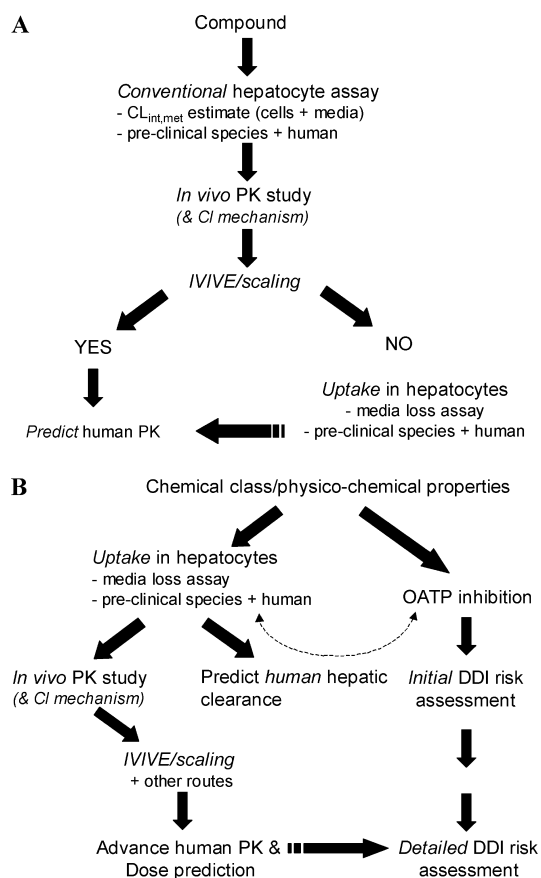 A
Compound
Conventional hepatocyte assay
- CLint,met estimate (cells + media)
- pre-clinical species + human
In vivo PK study
(& Cl mechanism)
IVIVE/scaling
YES
NO
Predict human PK
Uptake in hepatocytes
- media loss assay
- pre-clinical species + human
B
Chemical class/physico-chemical properties
Uptake in hepatocytes
- media loss assay
- pre-clinical species + human
OATP inhibition
In vivo PK study
(& Cl mechanism)
Predict human hepatic
clearance
Initial DDI risk
assessment
IVIVE/scaling
+ other routes
Advance human PK &
Dose prediction
Detailed DDI risk
assessment